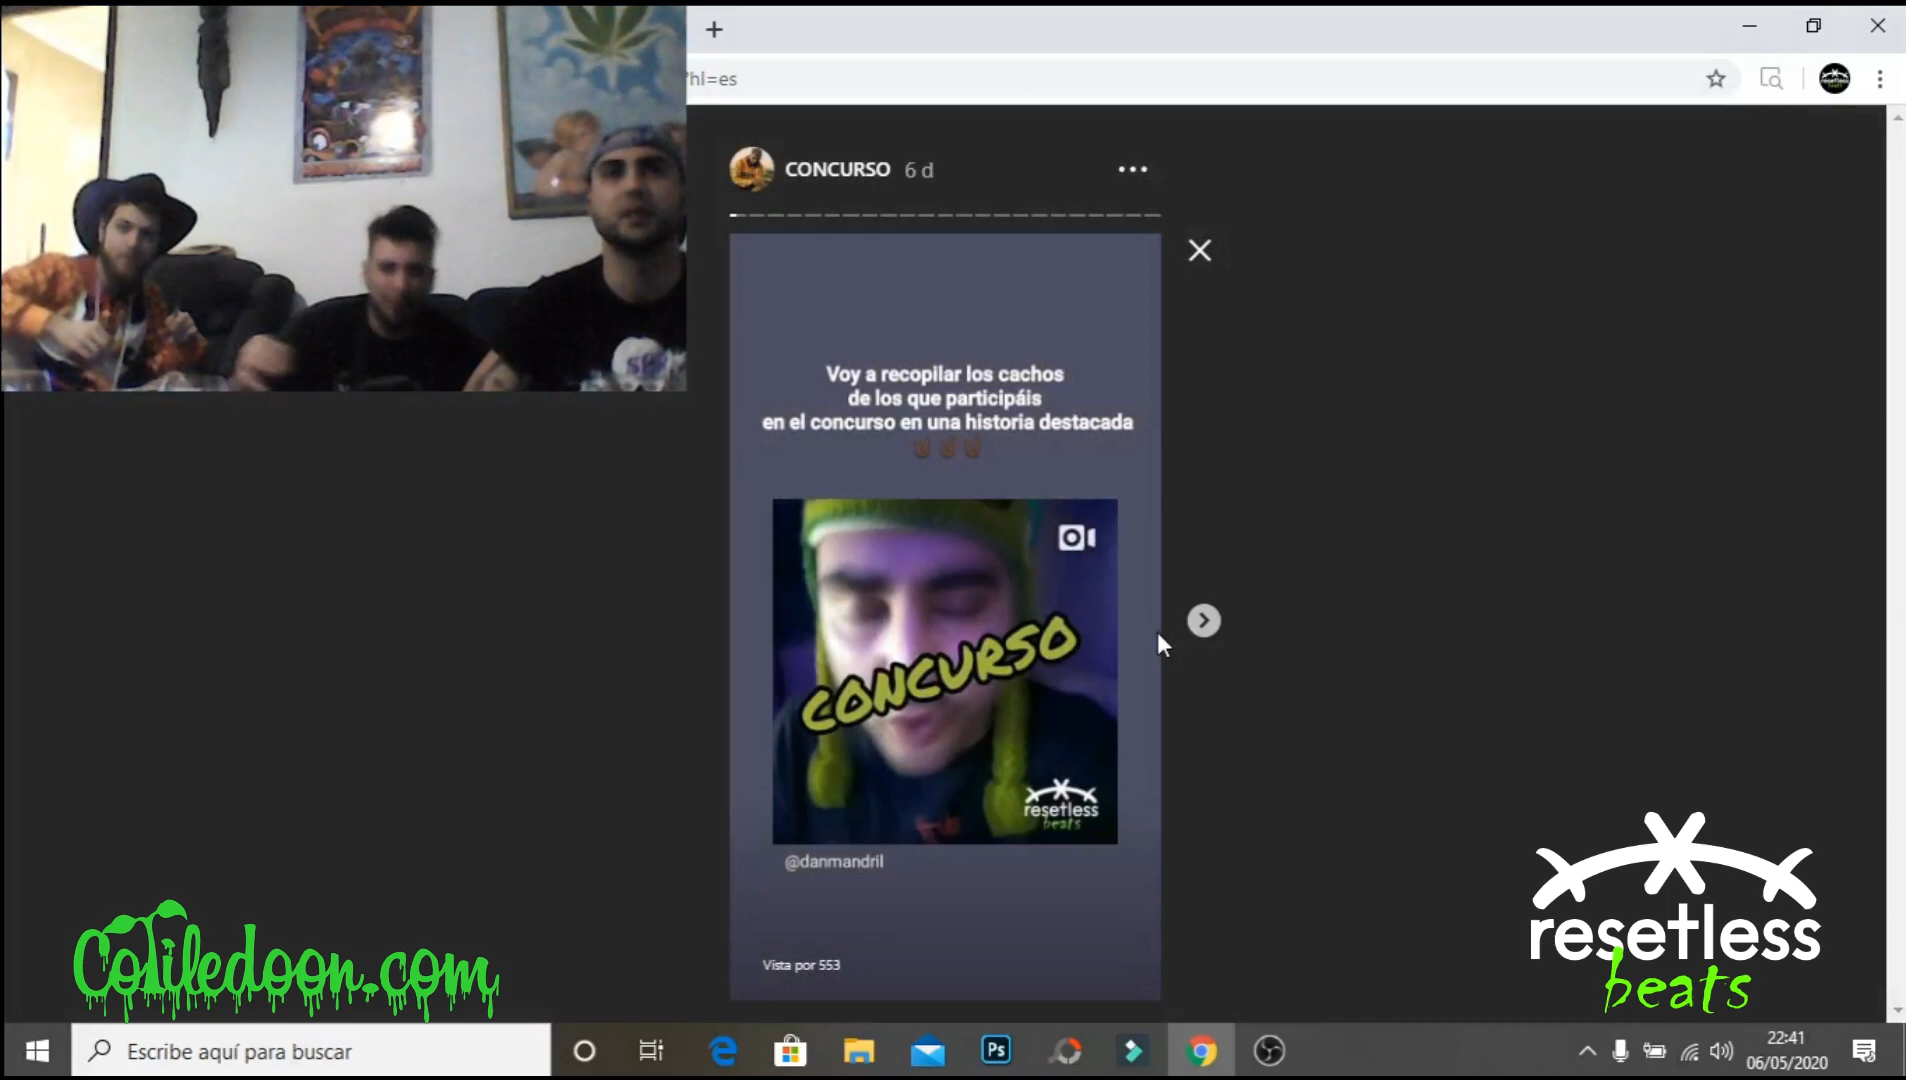 ?hl=es
CONCURSO 6 d
Voy a recopilar los cachos
de los que participáis
en el concurso en una historia destacada
CONCURSO
resetless
beats
@danmandril
Vista por 553
Cotiledoon.com
resetless
beats
Escribe aquí para buscar
Ps
22:41
06/05/2020